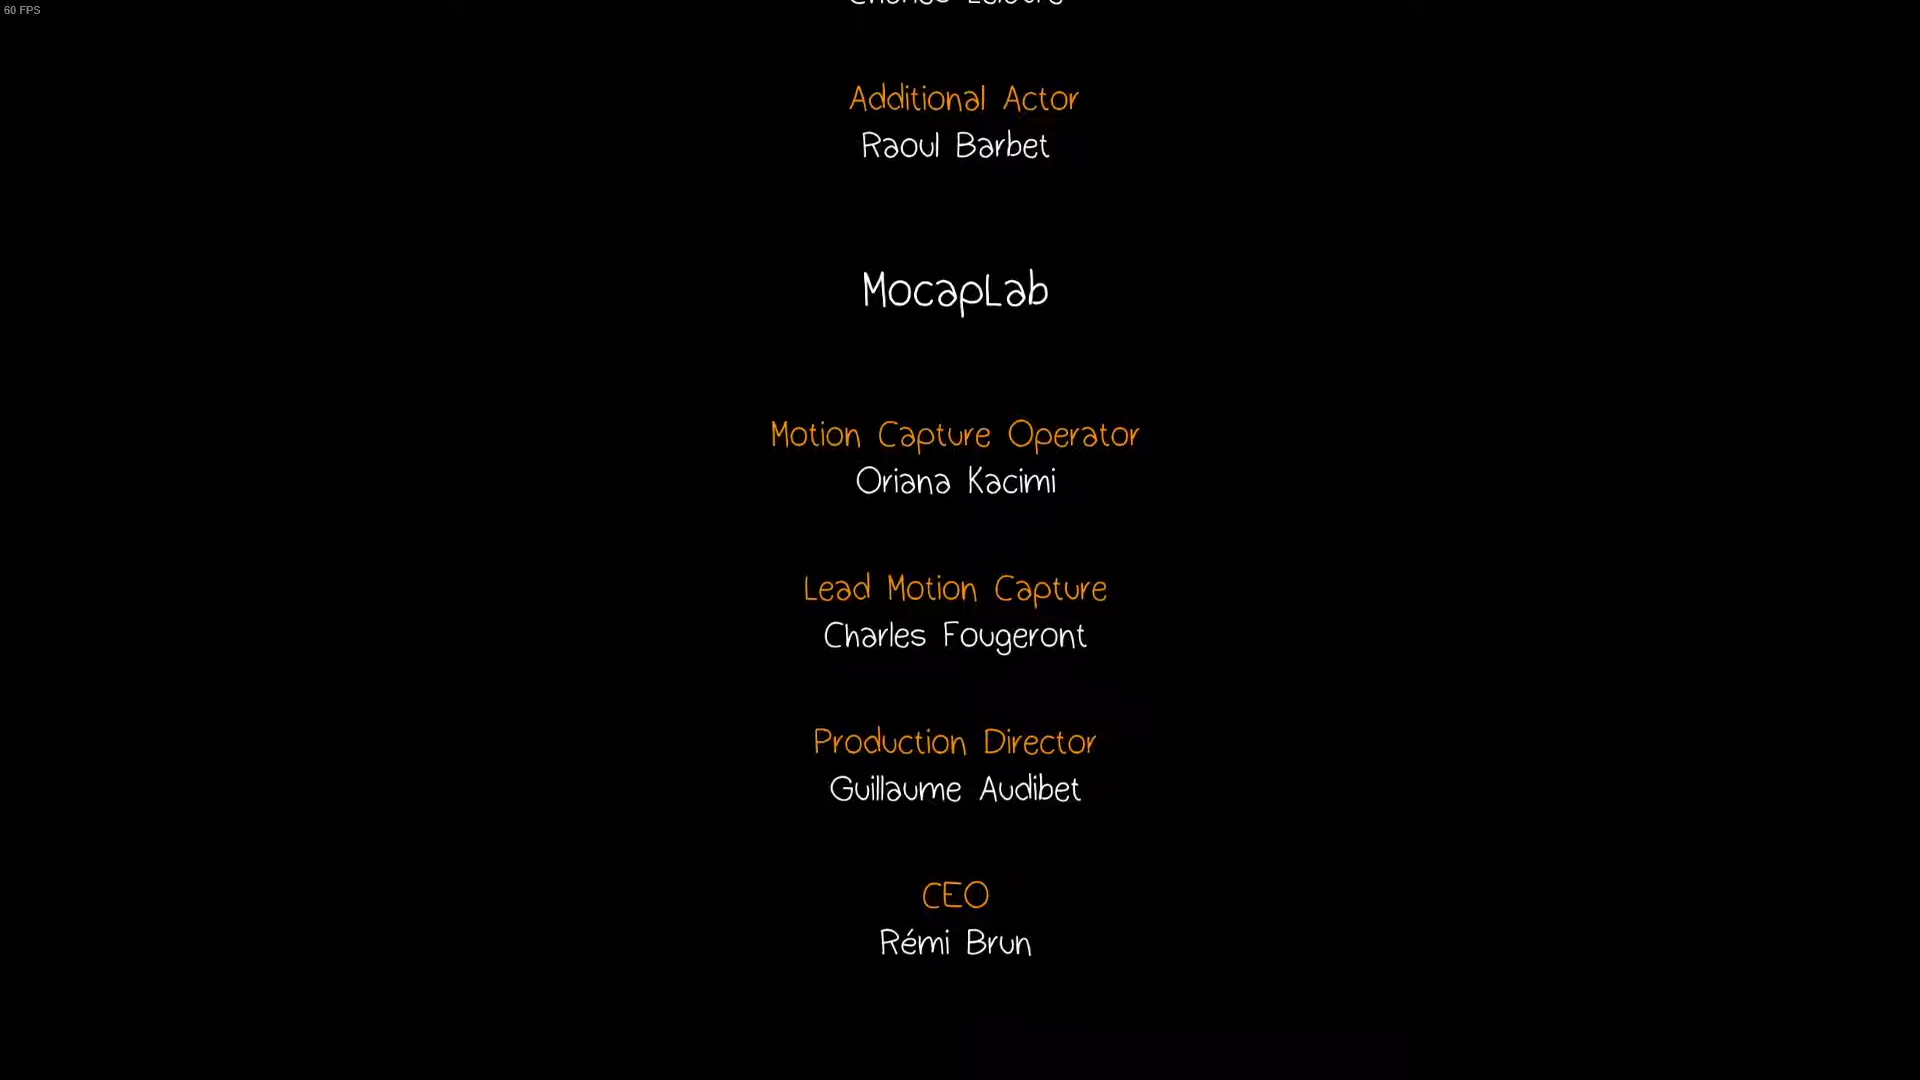 60 FPS
Additional Actor
Raoul Barbet
MocapLab
Motion Capture Operator
Oriana Kacimi
Lead Motion Capture
Charles Fougeront
Production Director
Guillaume Audibet
CEO
Rémi Brun